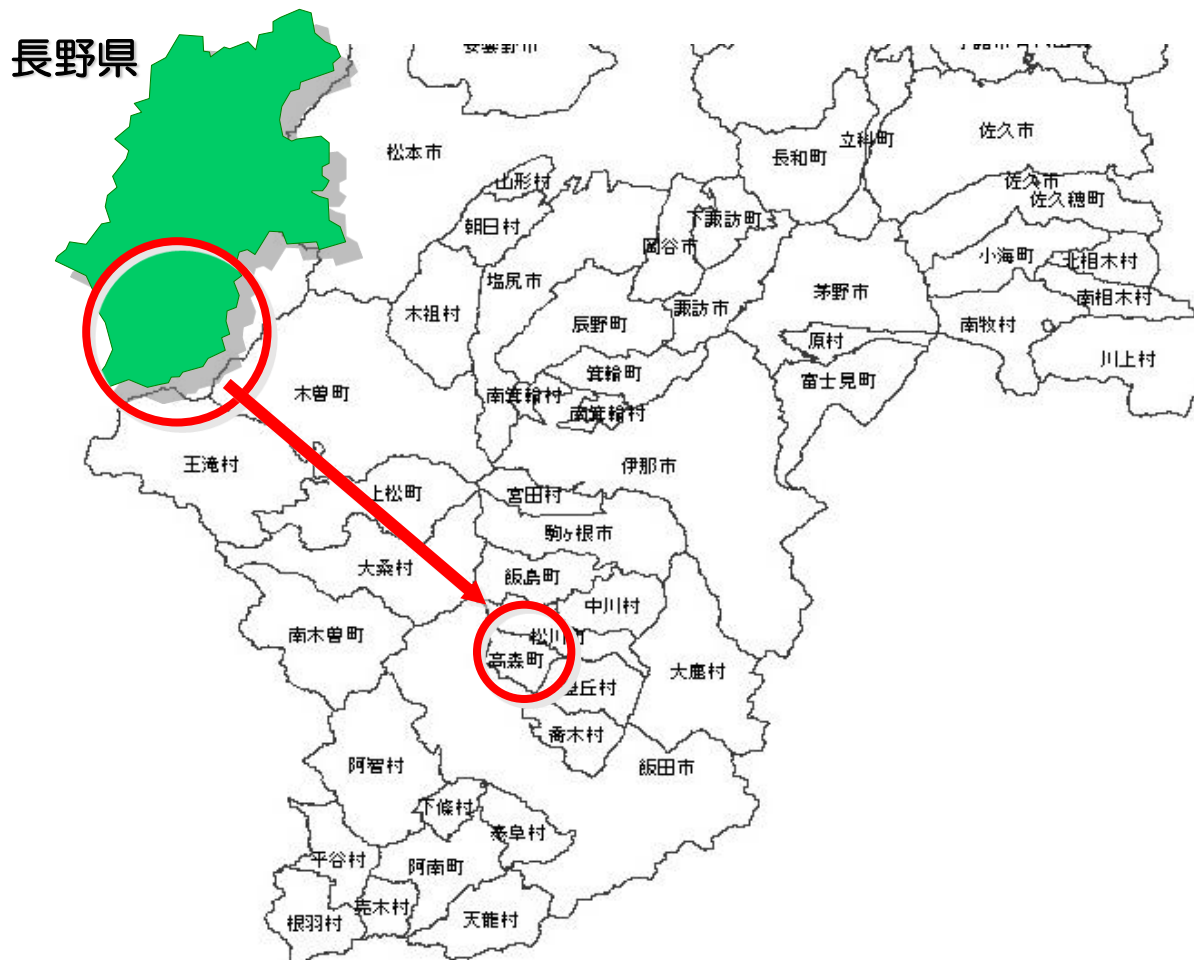 長野県
松本市
山形村
朝日村
塩尻市
木祖村
岡谷市
下諏訪町
諏訪市
辰野町
箕輪町
南箕輪村
南箕輪村
長和町
立科町
佐久市
佐久市
佐久穂町
小海町
北相木村
南相木村
南牧村
川上村
茅野市
原村
富士見町
木曽町
王滝村
上松町
伊那市
宮田村
駒ヶ根市
大桑村
飯島町
中川村
南木曽町
松川町
高森町
大鹿村
喬木村
飯田市
阿智村
下條村
泰阜村
平谷村
阿南町
売木村
根羽村
天龍村